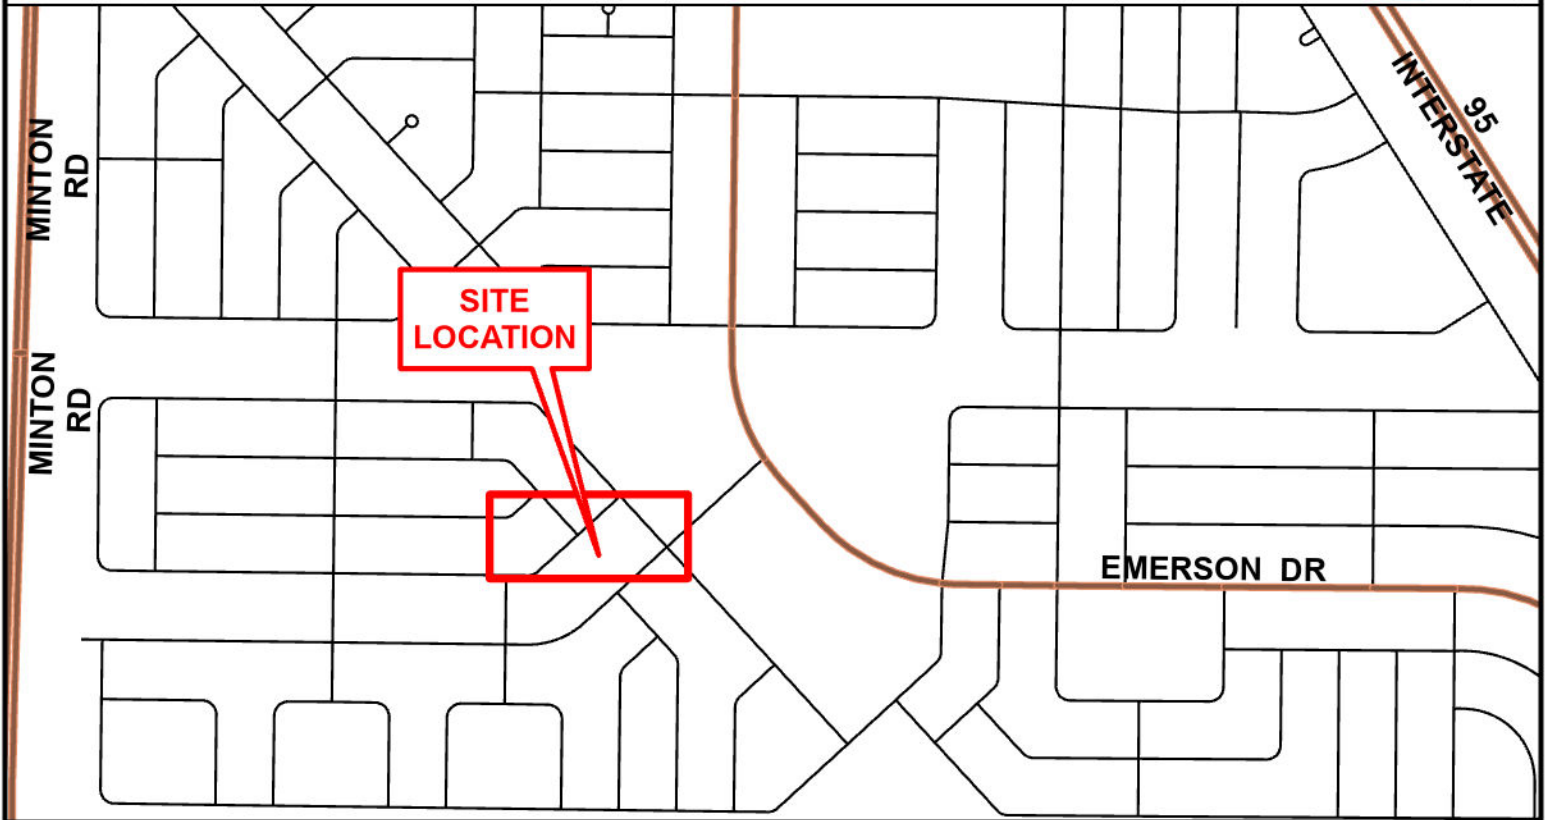 95
INTERSTATE
MINTON
RD
SITE
LOCATION
MINTON
RD
EMERSON DR